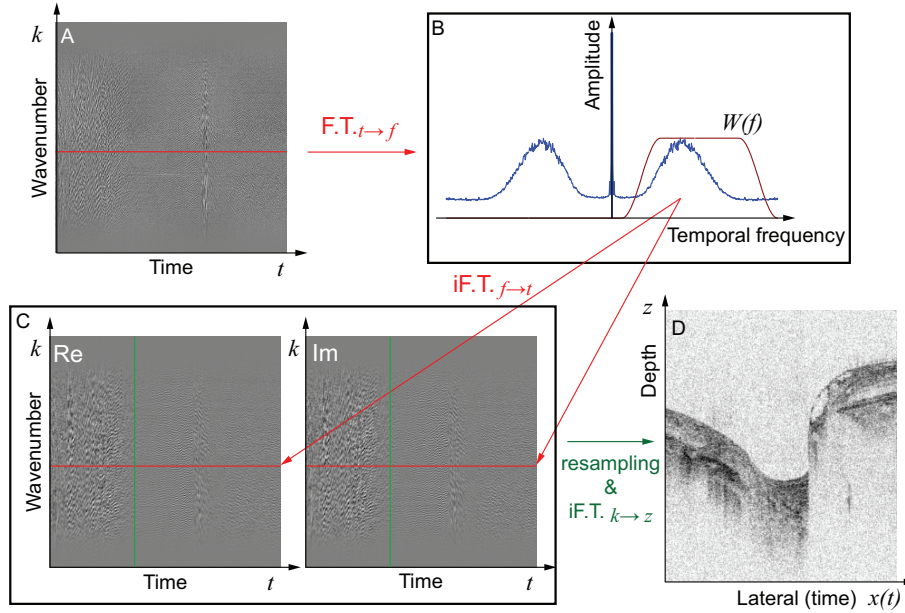 A
k
Wavenumber
Time
t
F.T. t→ f
B
Amplitude
W(f)
Temporal frequency
iF.T. f→t
C
k
Re
Wavenumber
Time
t
k
Im
Time
t
resampling
&
iF.T. k→ z
D
z
Depth
Lateral (time) x(t)